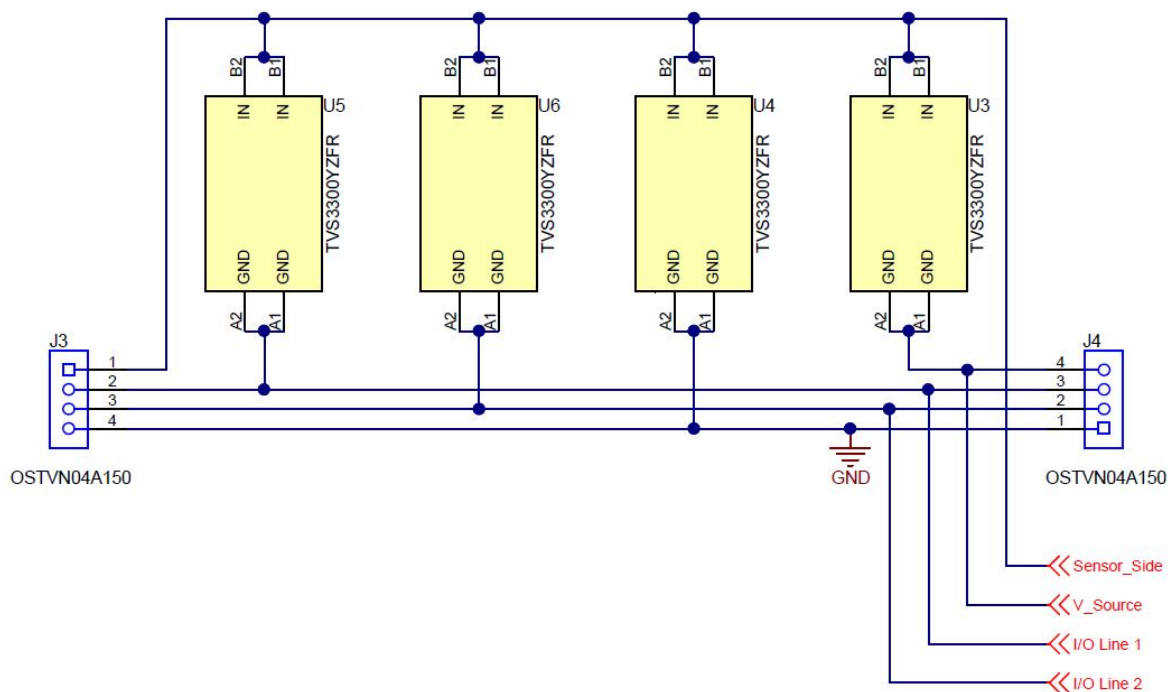 B2 B1
B2 B1
B2 B1
B2 B1
IN IN
U5
IN IN
U6
IN IN
U4
IN IN
U3
TVS3300YZFR
TVS3300YZFR
TVS3300YZFR
TVS3300YZFR
GND GND
GND GND
GND GND
GND GND
A2 A1
A2 A1
A2 A1
A2 A1
J3
1
2
3
4
OSTVN04A150
J4
4
3
2
1
OSTVN04A150
GND
Sensor_Side
V_Source
I/O Line 1
I/O Line 2